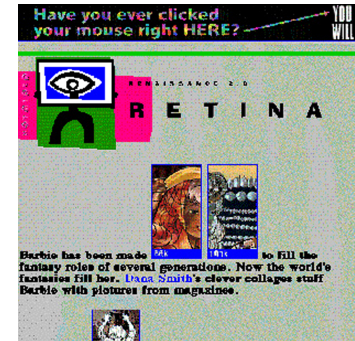 Have you ever clicked
your mouse right HERE?
YOU
WILL
RENAISSANCE 2.0
RETINA
Barbie has been made
to fill the
fantasy roles of several generations. Now the world's
fantasies fill her. Dana Smith's clever collages stuff
Barbie with pictures from magazines.